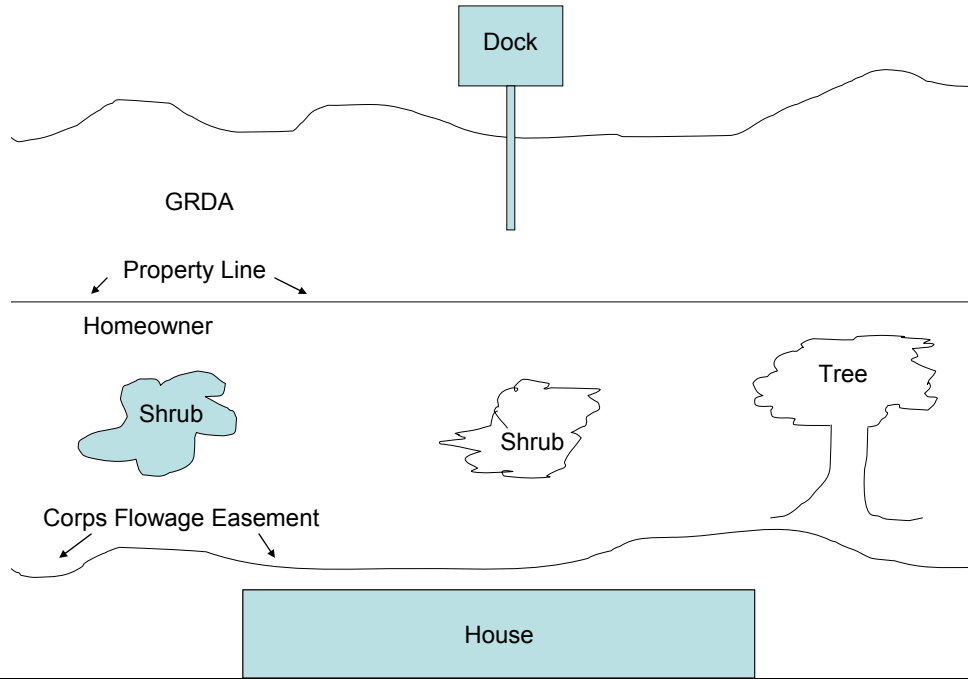 Dock
GRDA
Property Line
Homeowner
Tree
Shrub
Shrub
Corps Flowage Easement
House